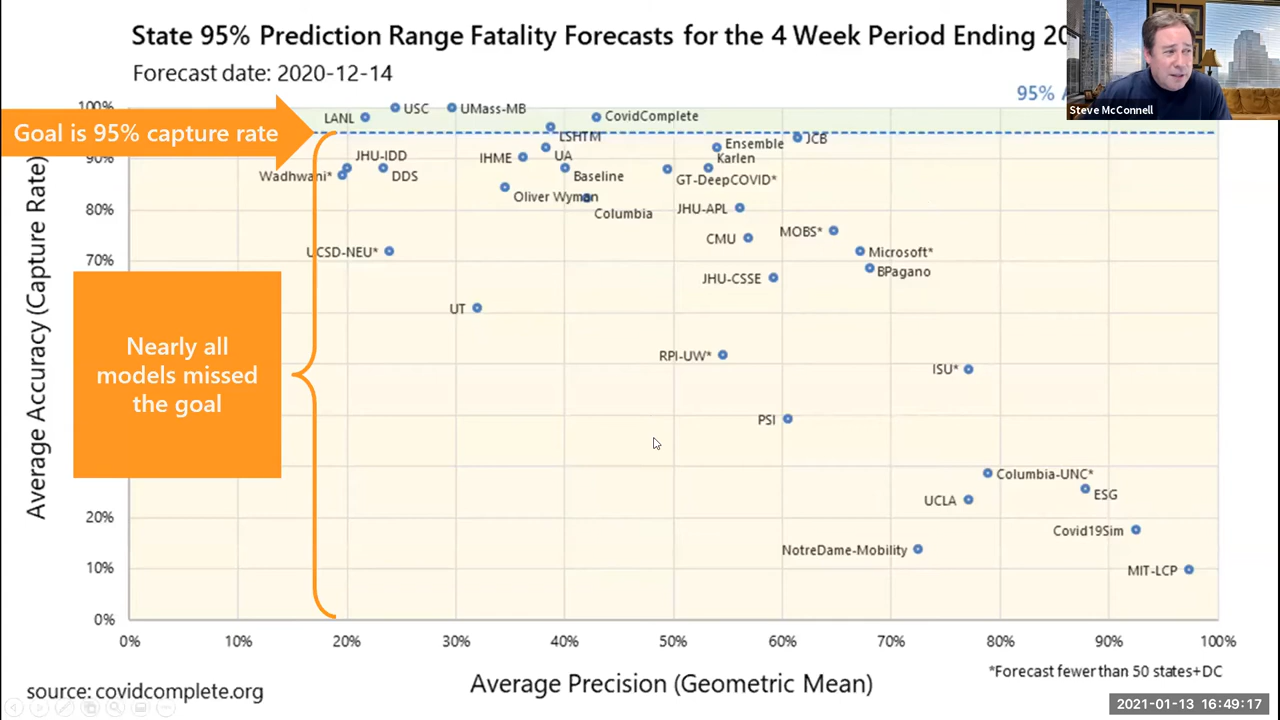 State 95% Prediction Range Fatality Forecasts for the 4 Week Period Ending 20
Forecast date: 2020-12-14
95%
Steve McConnell
Goal is 95% capture rate
Nearly all
models missed
the goal
Average Accuracy (Capture Rate)
100%
90%
80%
70%
20%
10%
0%
LANL
USC
UMass-MB
CovidComplete
LSHTM
JCB
Ensemble
JHU-IDD
IHME
UA
Karlen
Wadhwani*
DDS
Baseline
GT-DeepCOVID*
Oliver Wyman
Columbia
JHU-APL
MOBS*
CMU
UCSD-NEU*
Microsoft*
BPagano
JHU-CSSE
UT
RPI-UW*
ISU*
PSI
Columbia-UNC*
UCLA
ESG
Covid19Sim
NotreDame-Mobility
MIT-LCP
0%
10%
20%
30%
40%
50%
60%
70%
80%
90%
100%
Average Precision (Geometric Mean)
*Forecast fewer than 50 states+DC
source: covidcomplete.org
2021-01-13 16:49:17